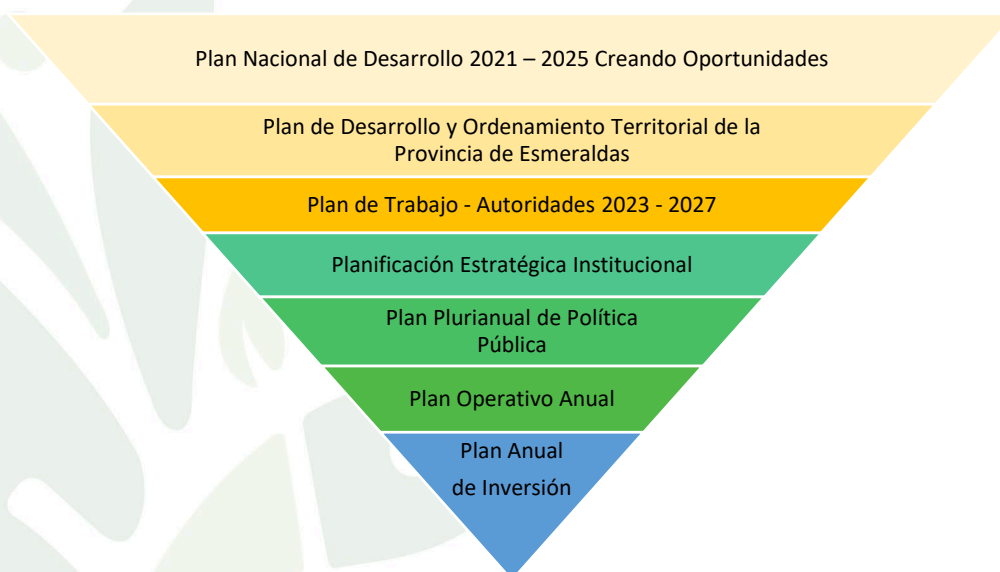 Plan Nacional de Desarrollo 2021 – 2025 Creando Oportunidades
Plan de Desarrollo y Ordenamiento Territorial de la
Provincia de Esmeraldas
Plan de Trabajo - Autoridades 2023 - 2027
Planificación Estratégica Institucional
Plan Plurianual de Política
Pública
Plan Operativo Anual
Plan Anual
de Inversión